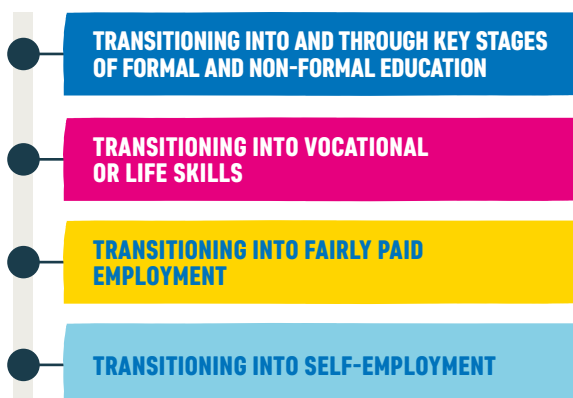 TRANSITIONING INTO AND THROUGH KEY STAGES
OF FORMAL AND NON-FORMAL EDUCATION
TRANSITIONING INTO VOCATIONAL
OR LIFE SKILLS
TRANSITIONING INTO FAIRLY PAID
EMPLOYMENT
TRANSITIONING INTO SELF-EMPLOYMENT